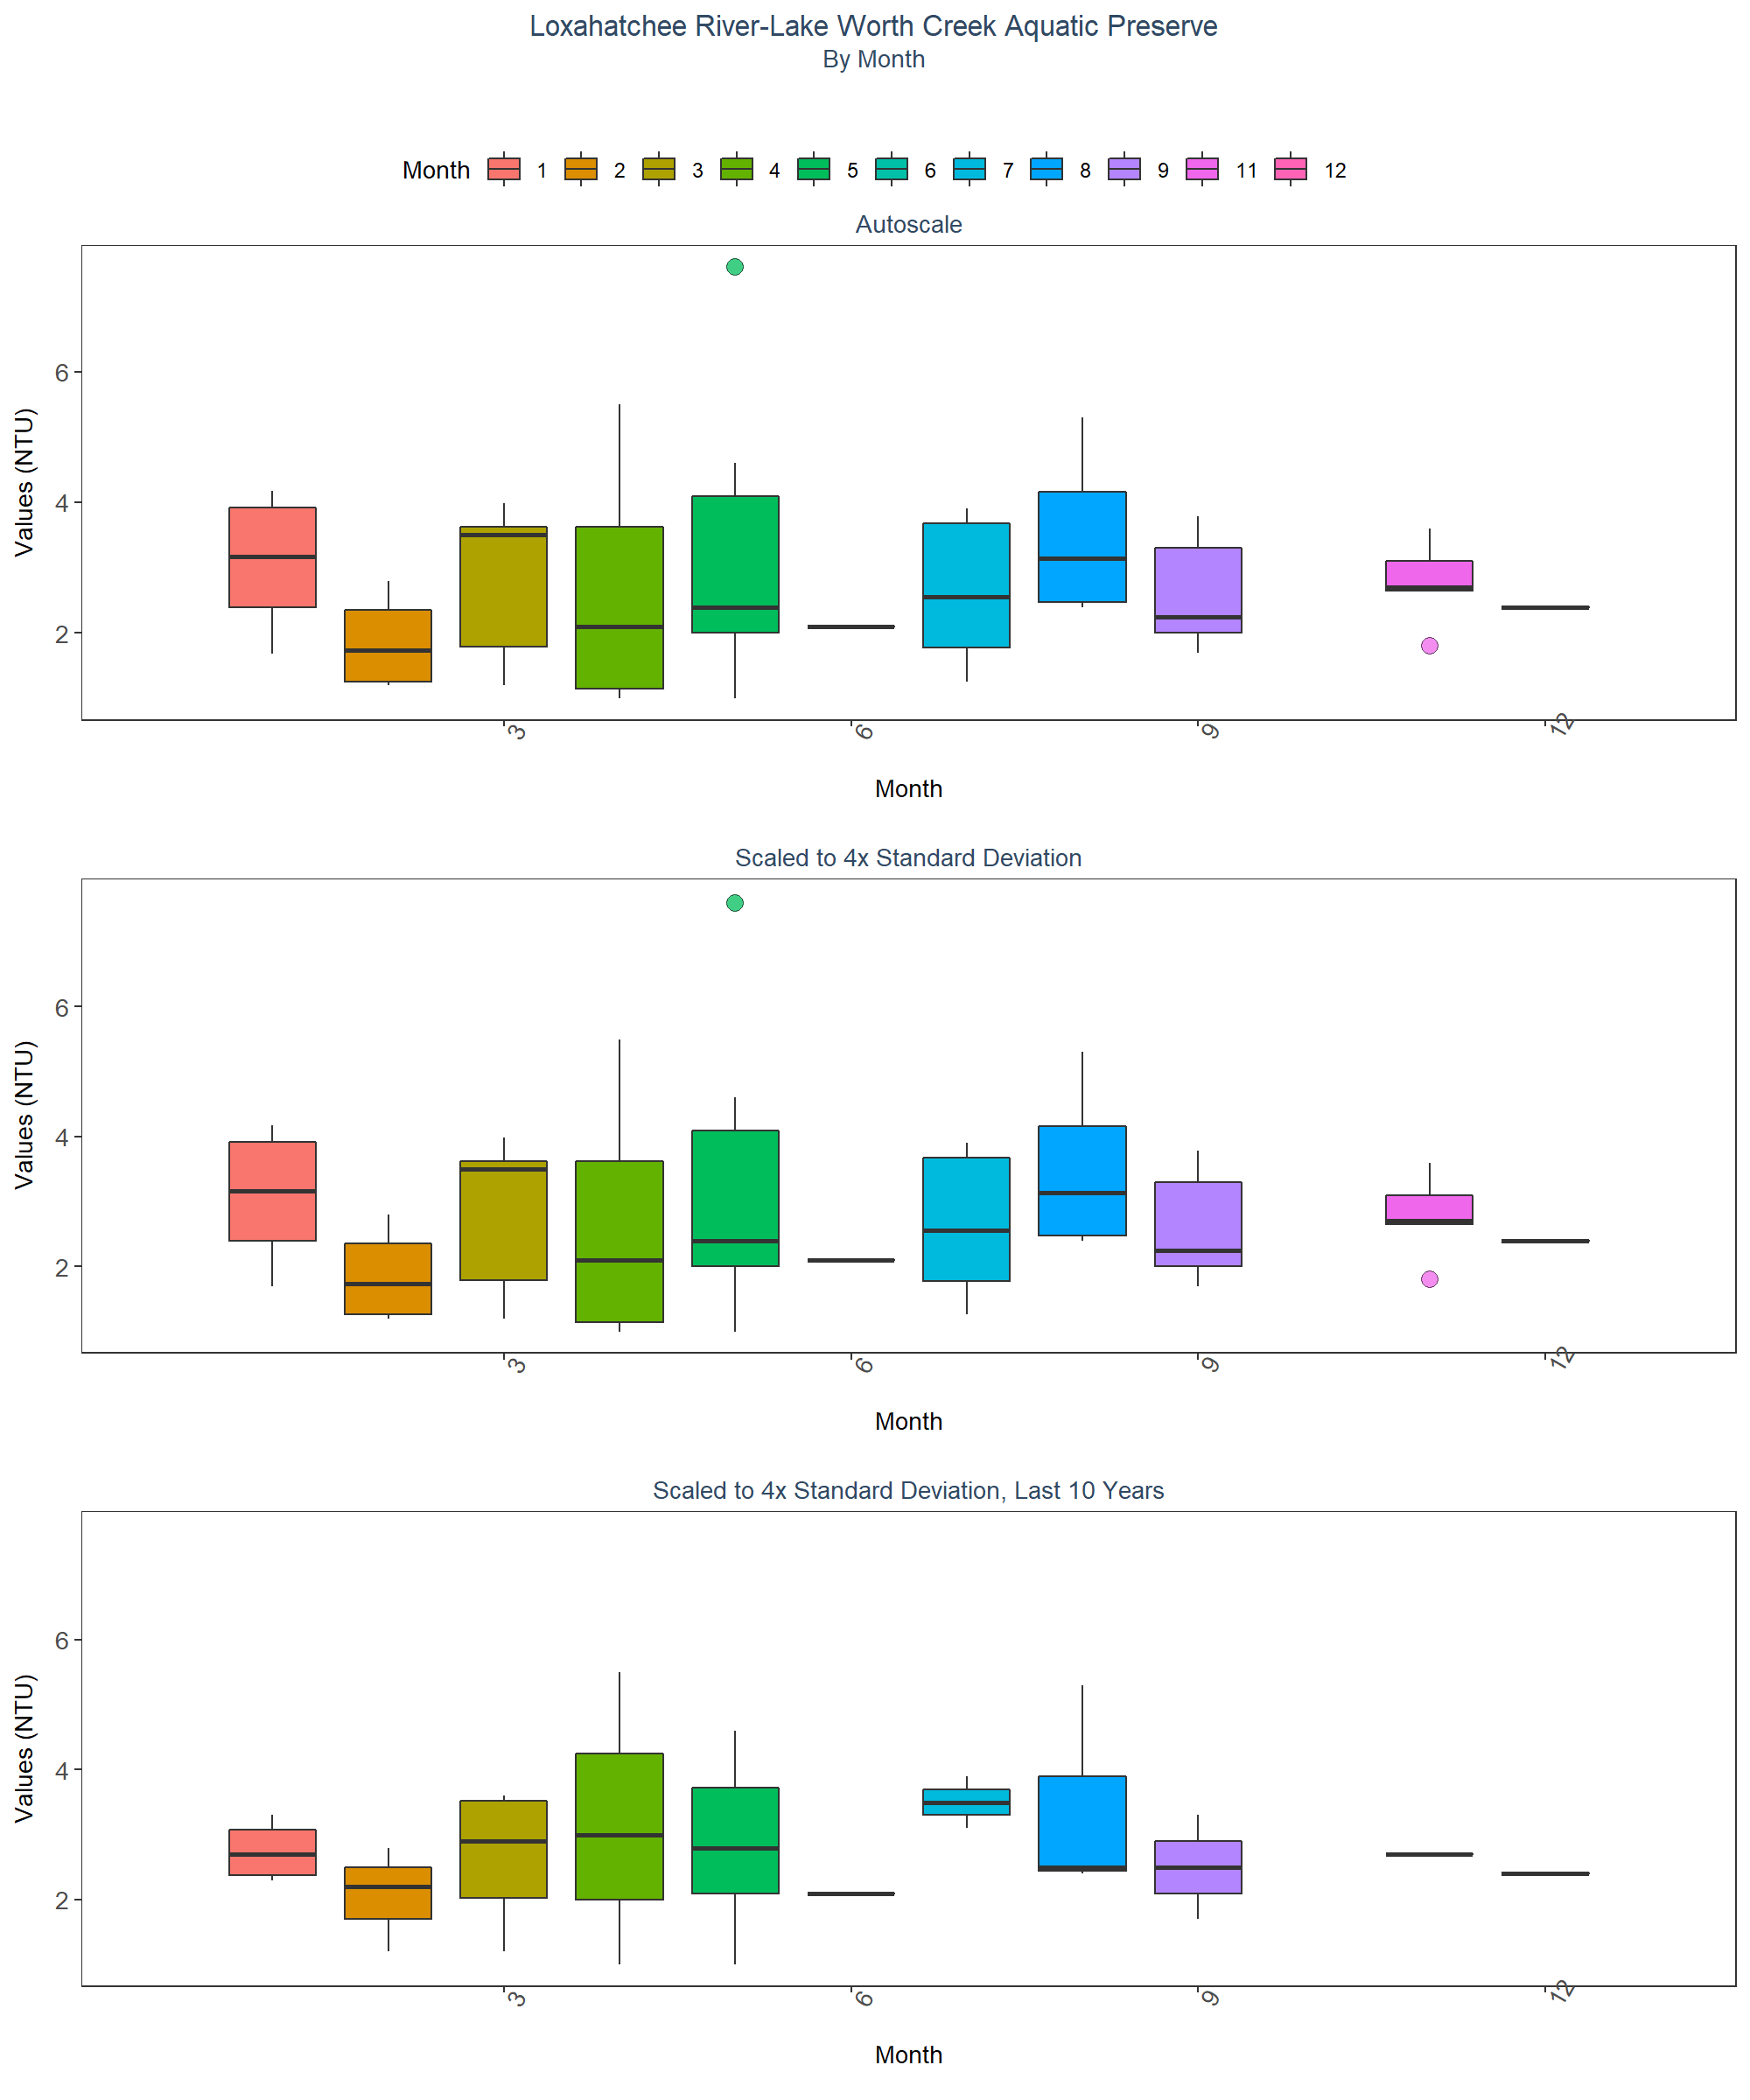 Loxahatchee River-Lake Worth Creek Aquatic Preserve
By Month
Month 1 2 3 4 5 6 7 8 9 11 12
Autoscale
Values (NTU)
6
4
2
3 6 9 12
Month
Scaled to 4x Standard Deviation
Values (NTU)
6
4
2
3 6 9 12
Month
Scaled to 4x Standard Deviation, Last 10 Years
Values (NTU)
6
4
2
3 6 9 12
Month